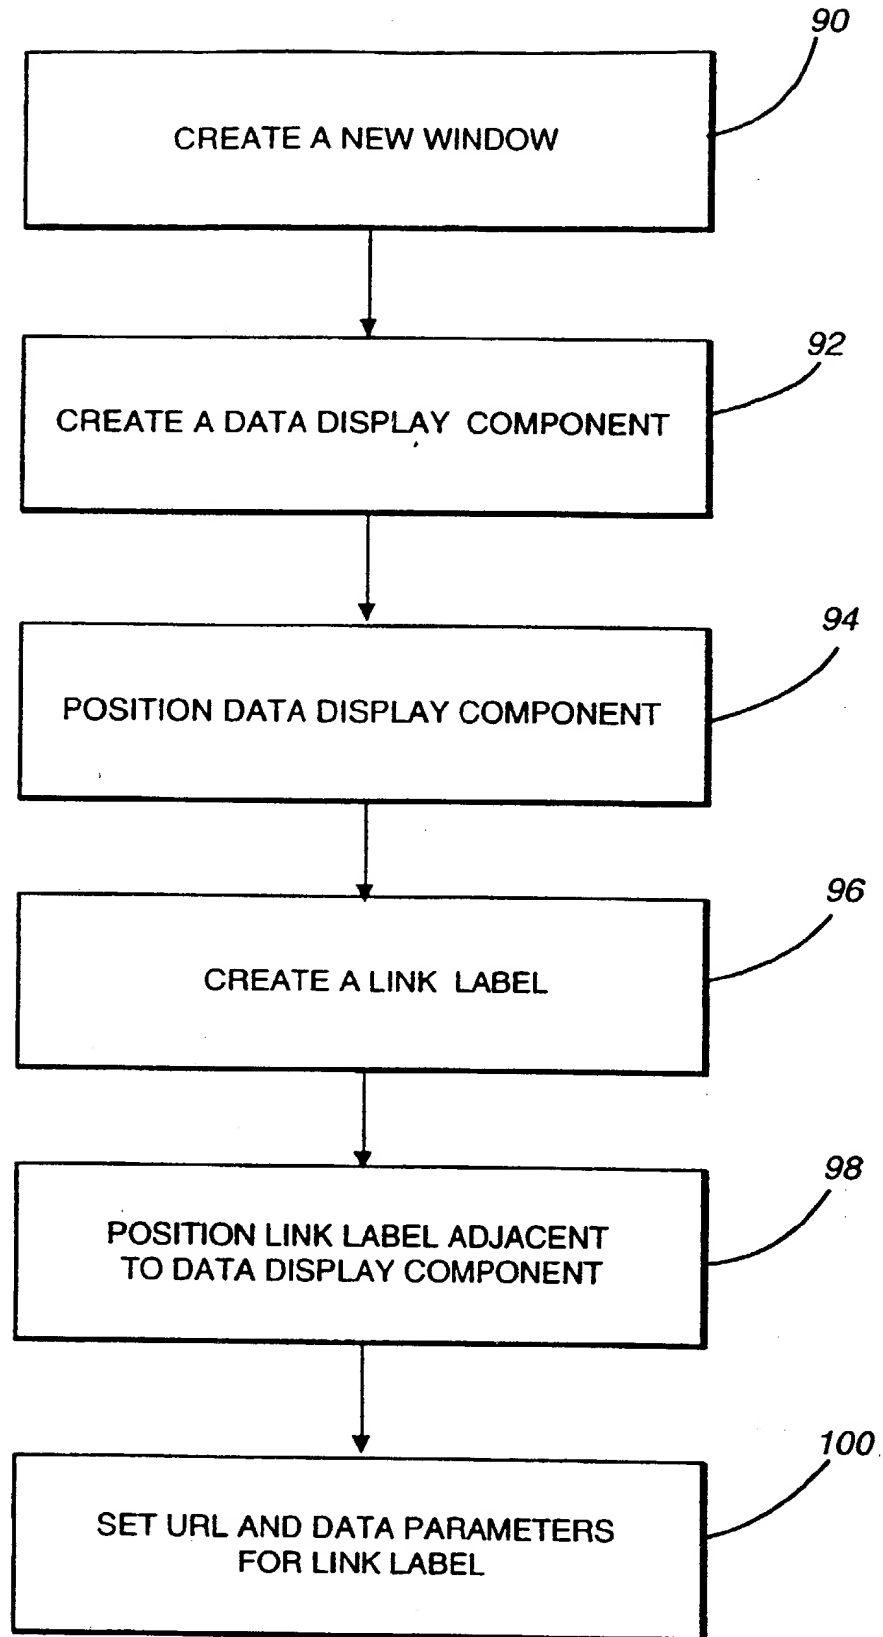 90
CREATE A NEW WINDOW
92
CREATE A DATA DISPLAY COMPONENT
94
POSITION DATA DISPLAY COMPONENT
96
CREATE A LINK LABEL
98
POSITION LINK LABEL ADJACENT
TO DATA DISPLAY COMPONENT
100
SET URL AND DATA PARAMETERS
FOR LINK LABEL